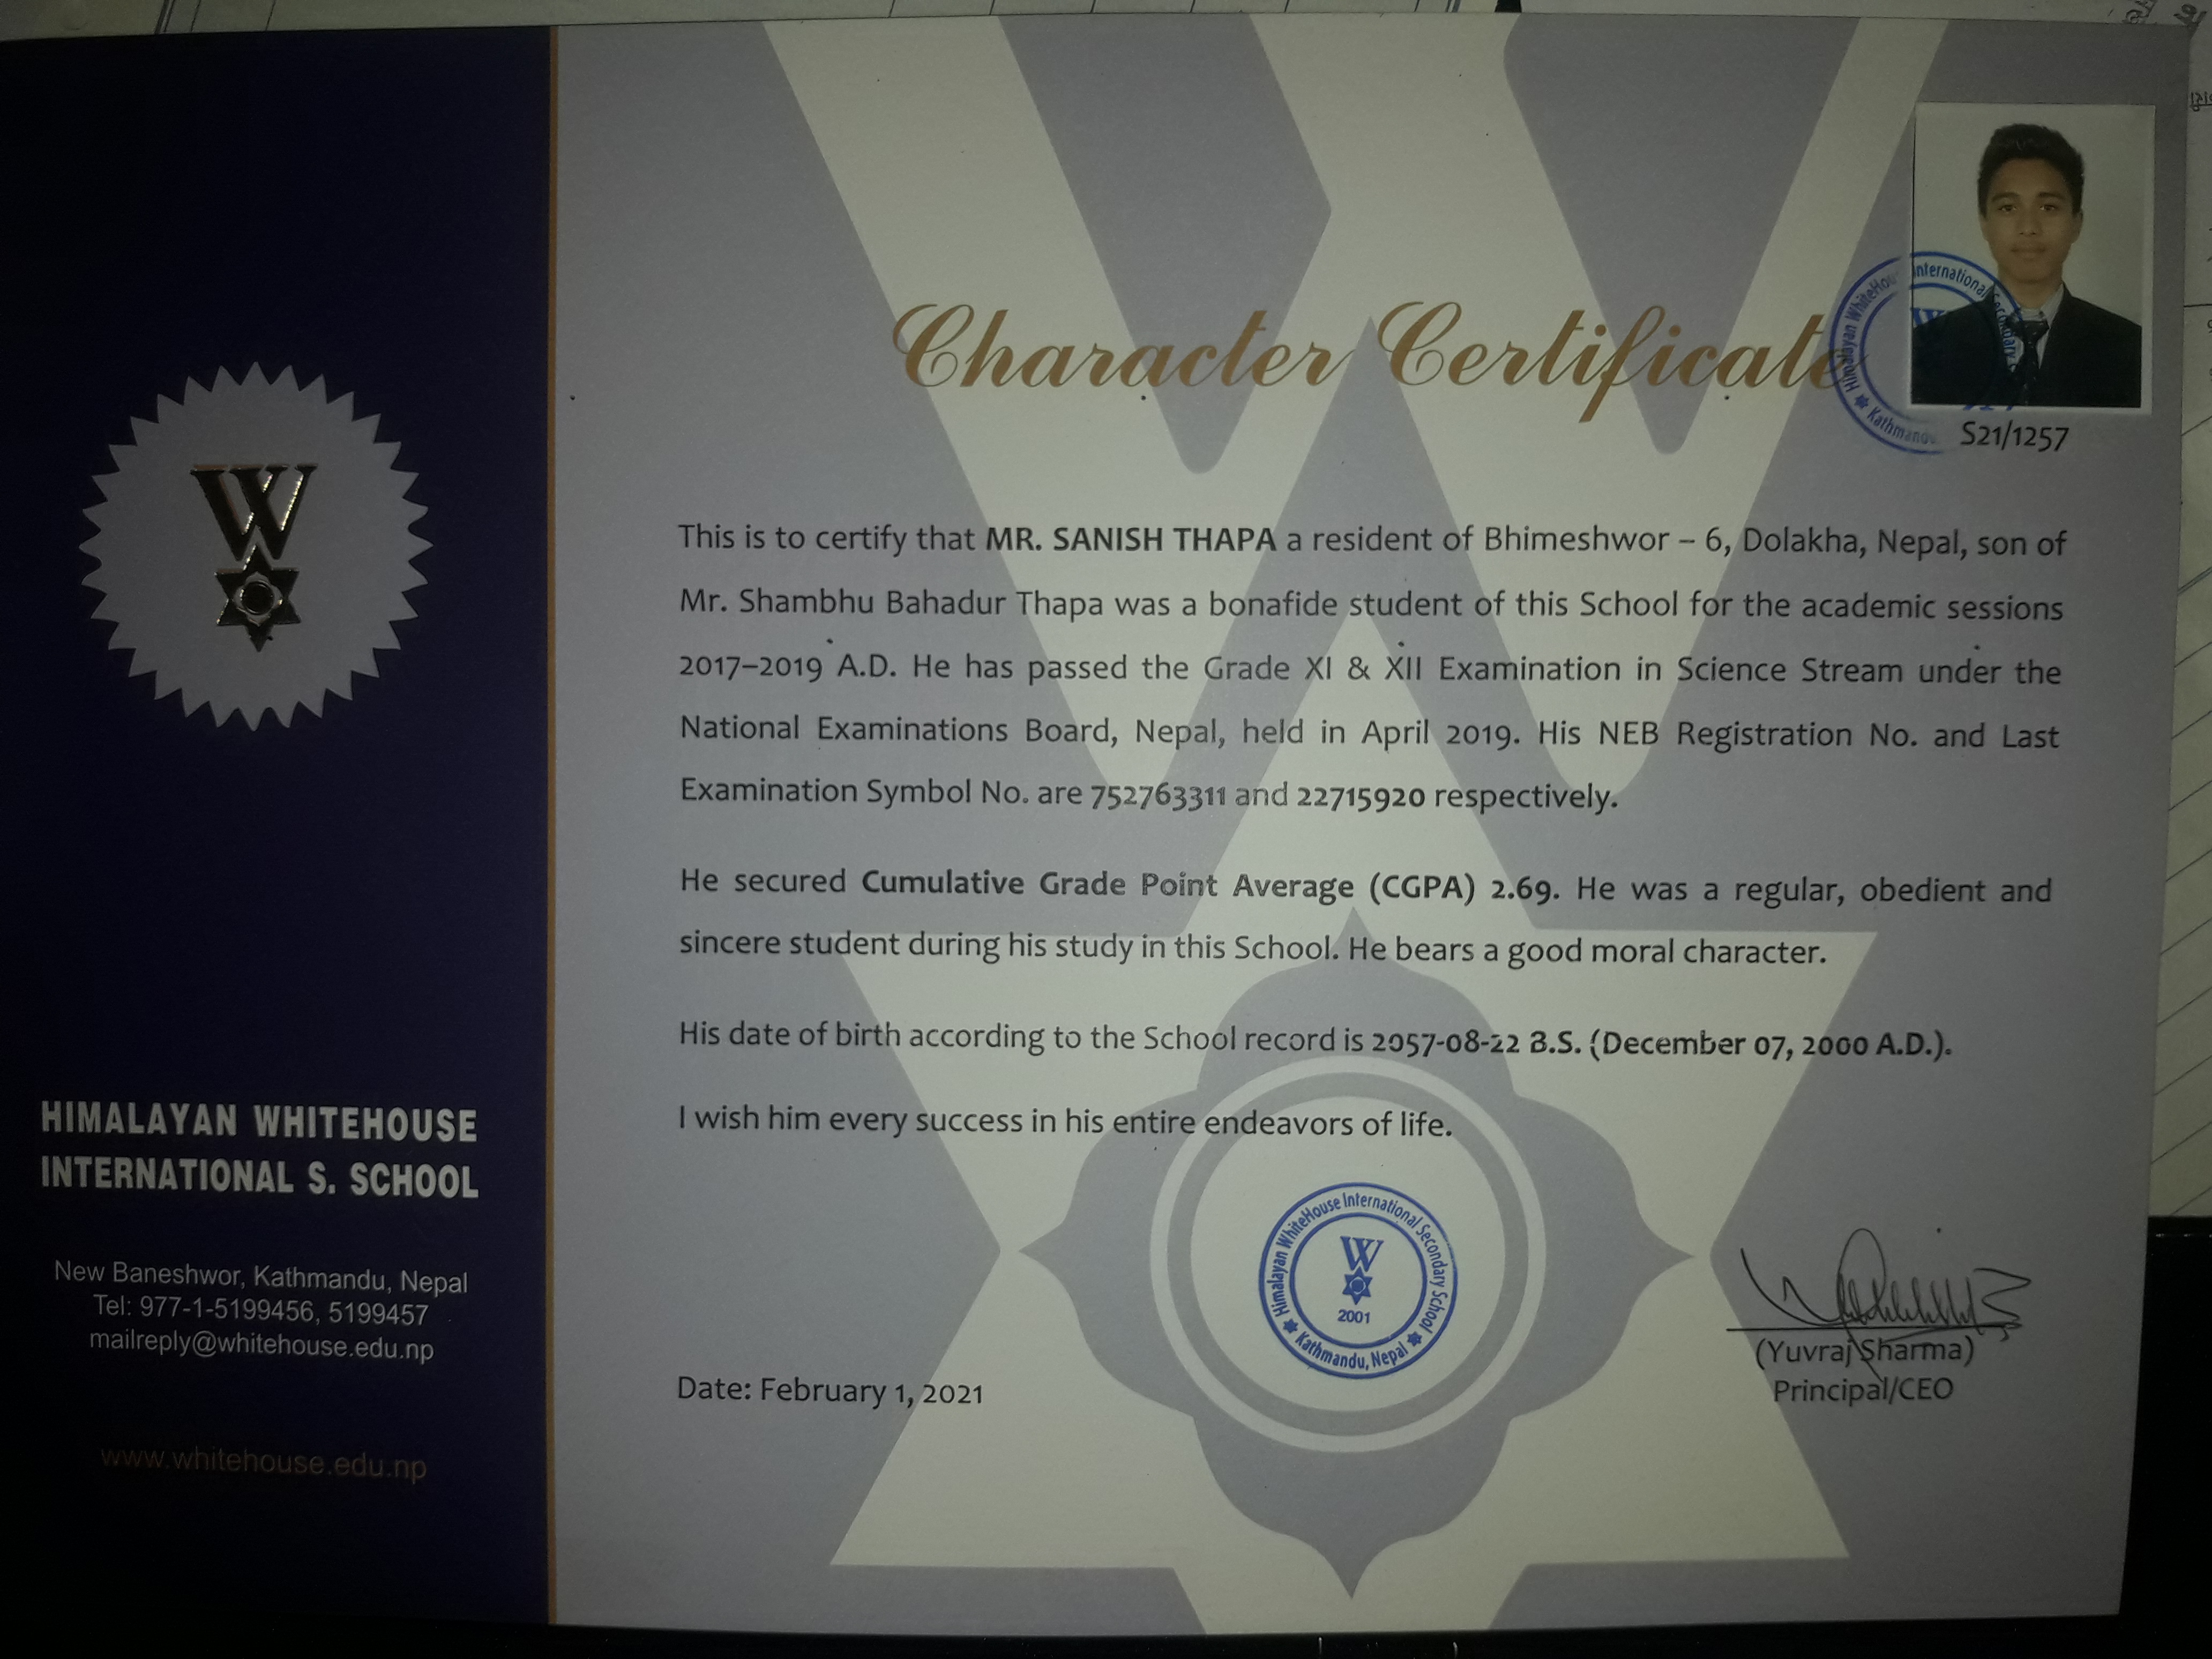 W
HIMALAYAN WHITEHOUSE
INTERNATIONAL S. SCHOOL
New Baneshwor, Kathmandu, Nepal
Tel: 977-1-5199456, 5199457
mailreply@whitehouse.edu.np
www.whitehouse.edu.np
Character Certificate
Himalayan WhiteHou International
Kathmand
S21/1257
This is to certify that MR. SANISH THAPA a resident of Bhimeshwor – 6, Dolakha, Nepal, son of
Mr. Shambhu Bahadur Thapa was a bonafide student of this School for the academic sessions
2017–2019 A.D. He has passed the Grade XI & XII Examination in Science Stream under the
National Examinations Board, Nepal, held in April 2019. His NEB Registration No. and Last
Examination Symbol No. are 752763311 and 22715920 respectively.
He secured Cumulative Grade Point Average (CGPA) 2.69. He was a regular, obedient and
sincere student during his study in this School. He bears a good moral character.
His date of birth according to the School record is 2057-08-22 B.S. (December 07, 2000 A.D.).
I wish him every success in his entire endeavors of life.
Himalayan WhiteHouse International Secondary School
Kathmandu, Nepal
W
2001
Date: February 1, 2021
(Yuvraj Sharma)
Principal/CEO